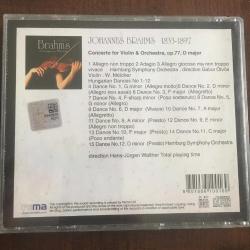 Brahms
JOHANNES BRAHMS 1833-1897
Concerto for Violin & Orchestra, op.77, D major
1 Allegro non troppo 2 Adagio 3 Allegro giocoso ma non troppo
vivace Hamburg Symphony Orchestra - directive Gabor Otvös
Violin - W. Melcher
Hungarian Dances No 1-12
4 Dance No. 1, G minor (Allegro molto) 5 Dance No. 2, D minor
(Allegro non assai) 6 Dance No. 3, F major (Allegretto)
7 Dance No. 4, F-sharp minor (Poco sostenuto) 8 Dance No. 5, G
minor (Allegro)
9 Dance No. 6, D major (Vivace) 10 Dance No. 7, A major
(Allegretto)
11 Dance No. 8, A minor (Presto) 12 Dance No. 9, E minor
(Allegro non troppo)
13 Dance No. 10, F major (Presto) 14 Dance No. 11, C major
(Poco Andante)
15 Dance No. 12, D minor (Presto) Hamburg Symphony Orchestra
direction Hans-Jürgen Walther Total playing time